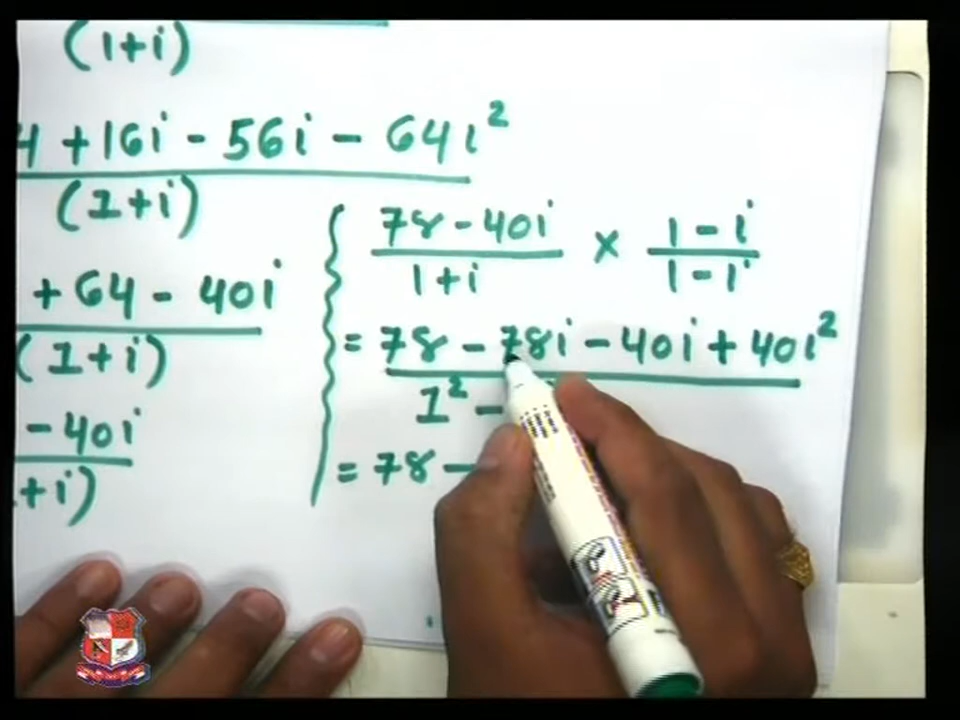 (1+i)
4 + 16i - 56i - 64i²
(1+i)
+ 64 - 40i
(1+i)
- 40i
+i)
78 - 40i / 1+i × 1 - i / 1 - i
= 78 - 78i - 40i + 40i²
1² -
= 78 -